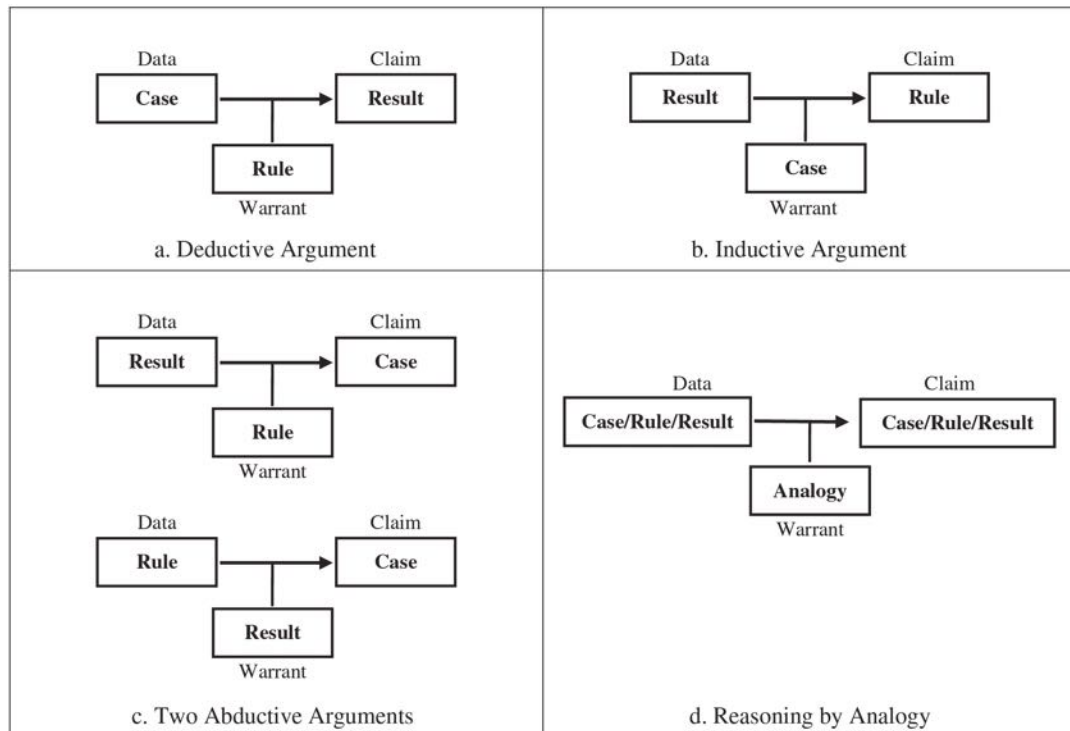 Data Claim
Case Result
Rule
Warrant
a. Deductive Argument
Data Claim
Result Rule
Case
Warrant
b. Inductive Argument
Data Claim
Result Case
Rule
Warrant
Data Claim
Rule Case
Result
Warrant
c. Two Abductive Arguments
Data Claim
Case/Rule/Result Case/Rule/Result
Analogy
Warrant
d. Reasoning by Analogy